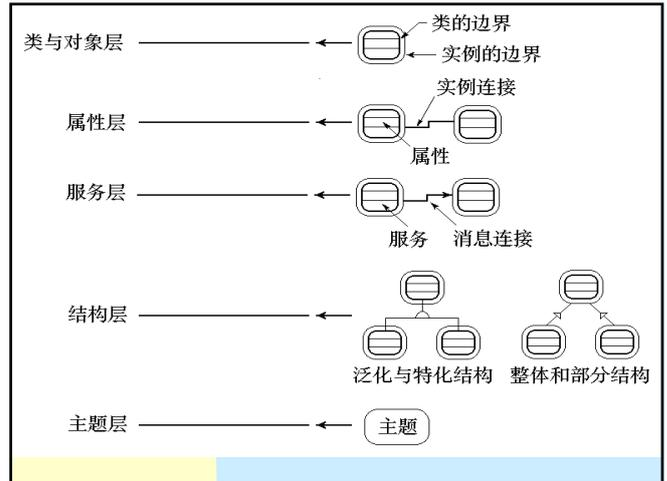 类的边界
类与对象层
实例的边界
实例连接
属性层
属性
服务层
服务 消息连接
结构层
泛化与特化结构 整体和部分结构
主题层 主题